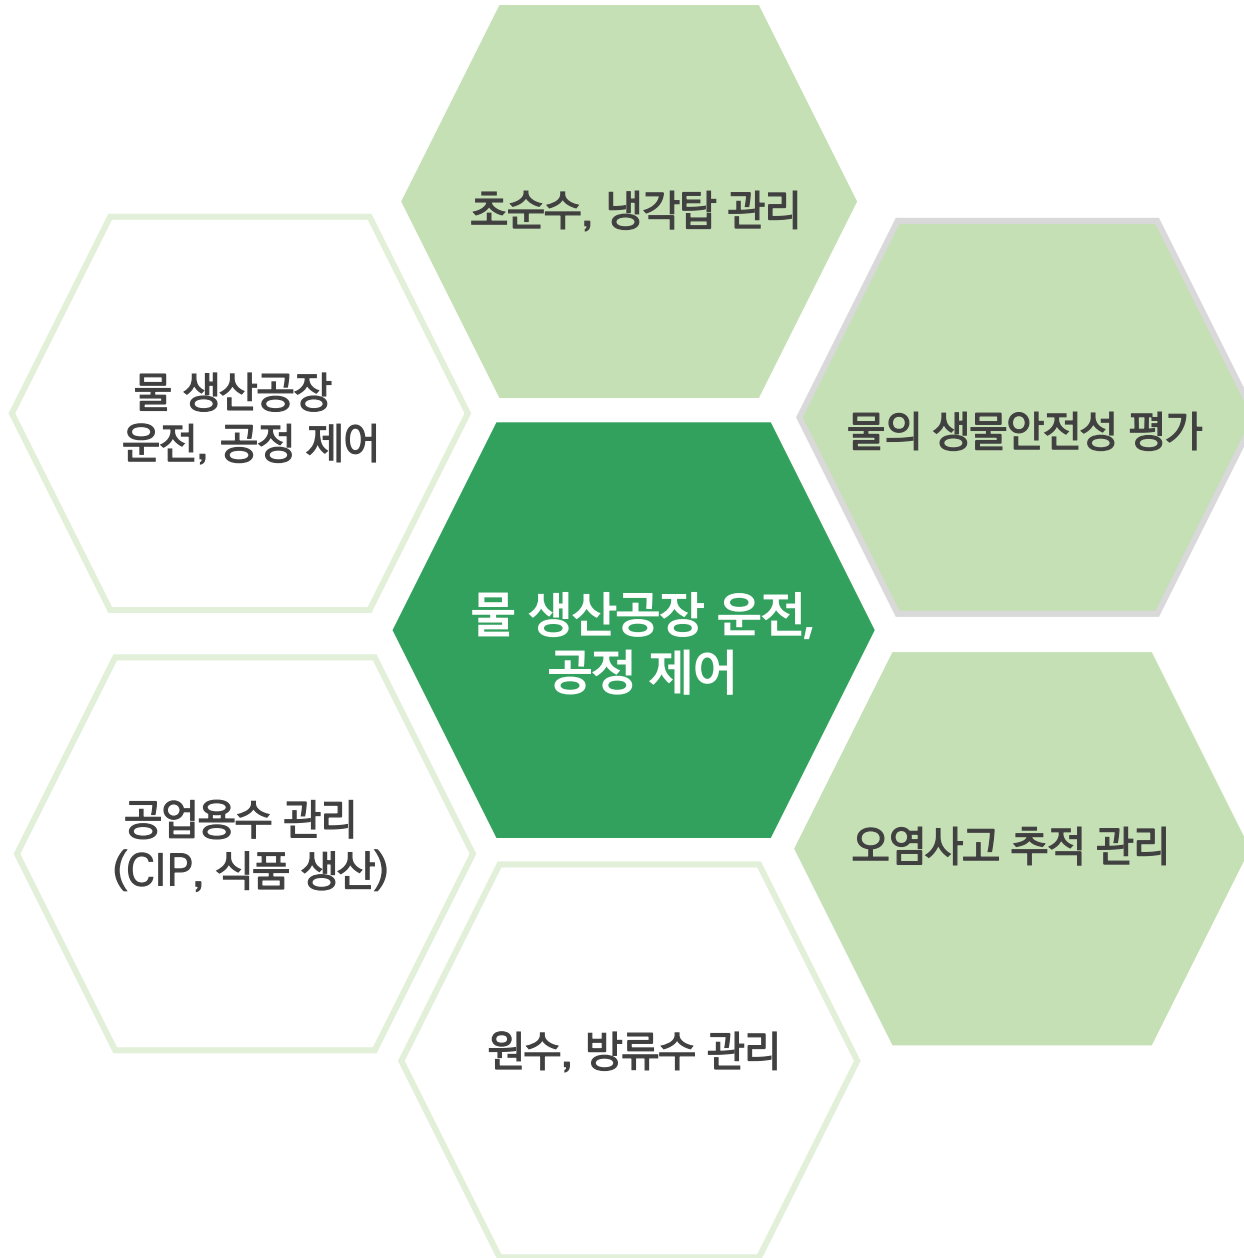 초순수, 냉각탑 관리
물 생산공장
운전, 공정 제어
물의 생물안전성 평가
물 생산공장 운전,
공정 제어
공업용수 관리
(CIP, 식품 생산)
오염사고 추적 관리
원수, 방류수 관리